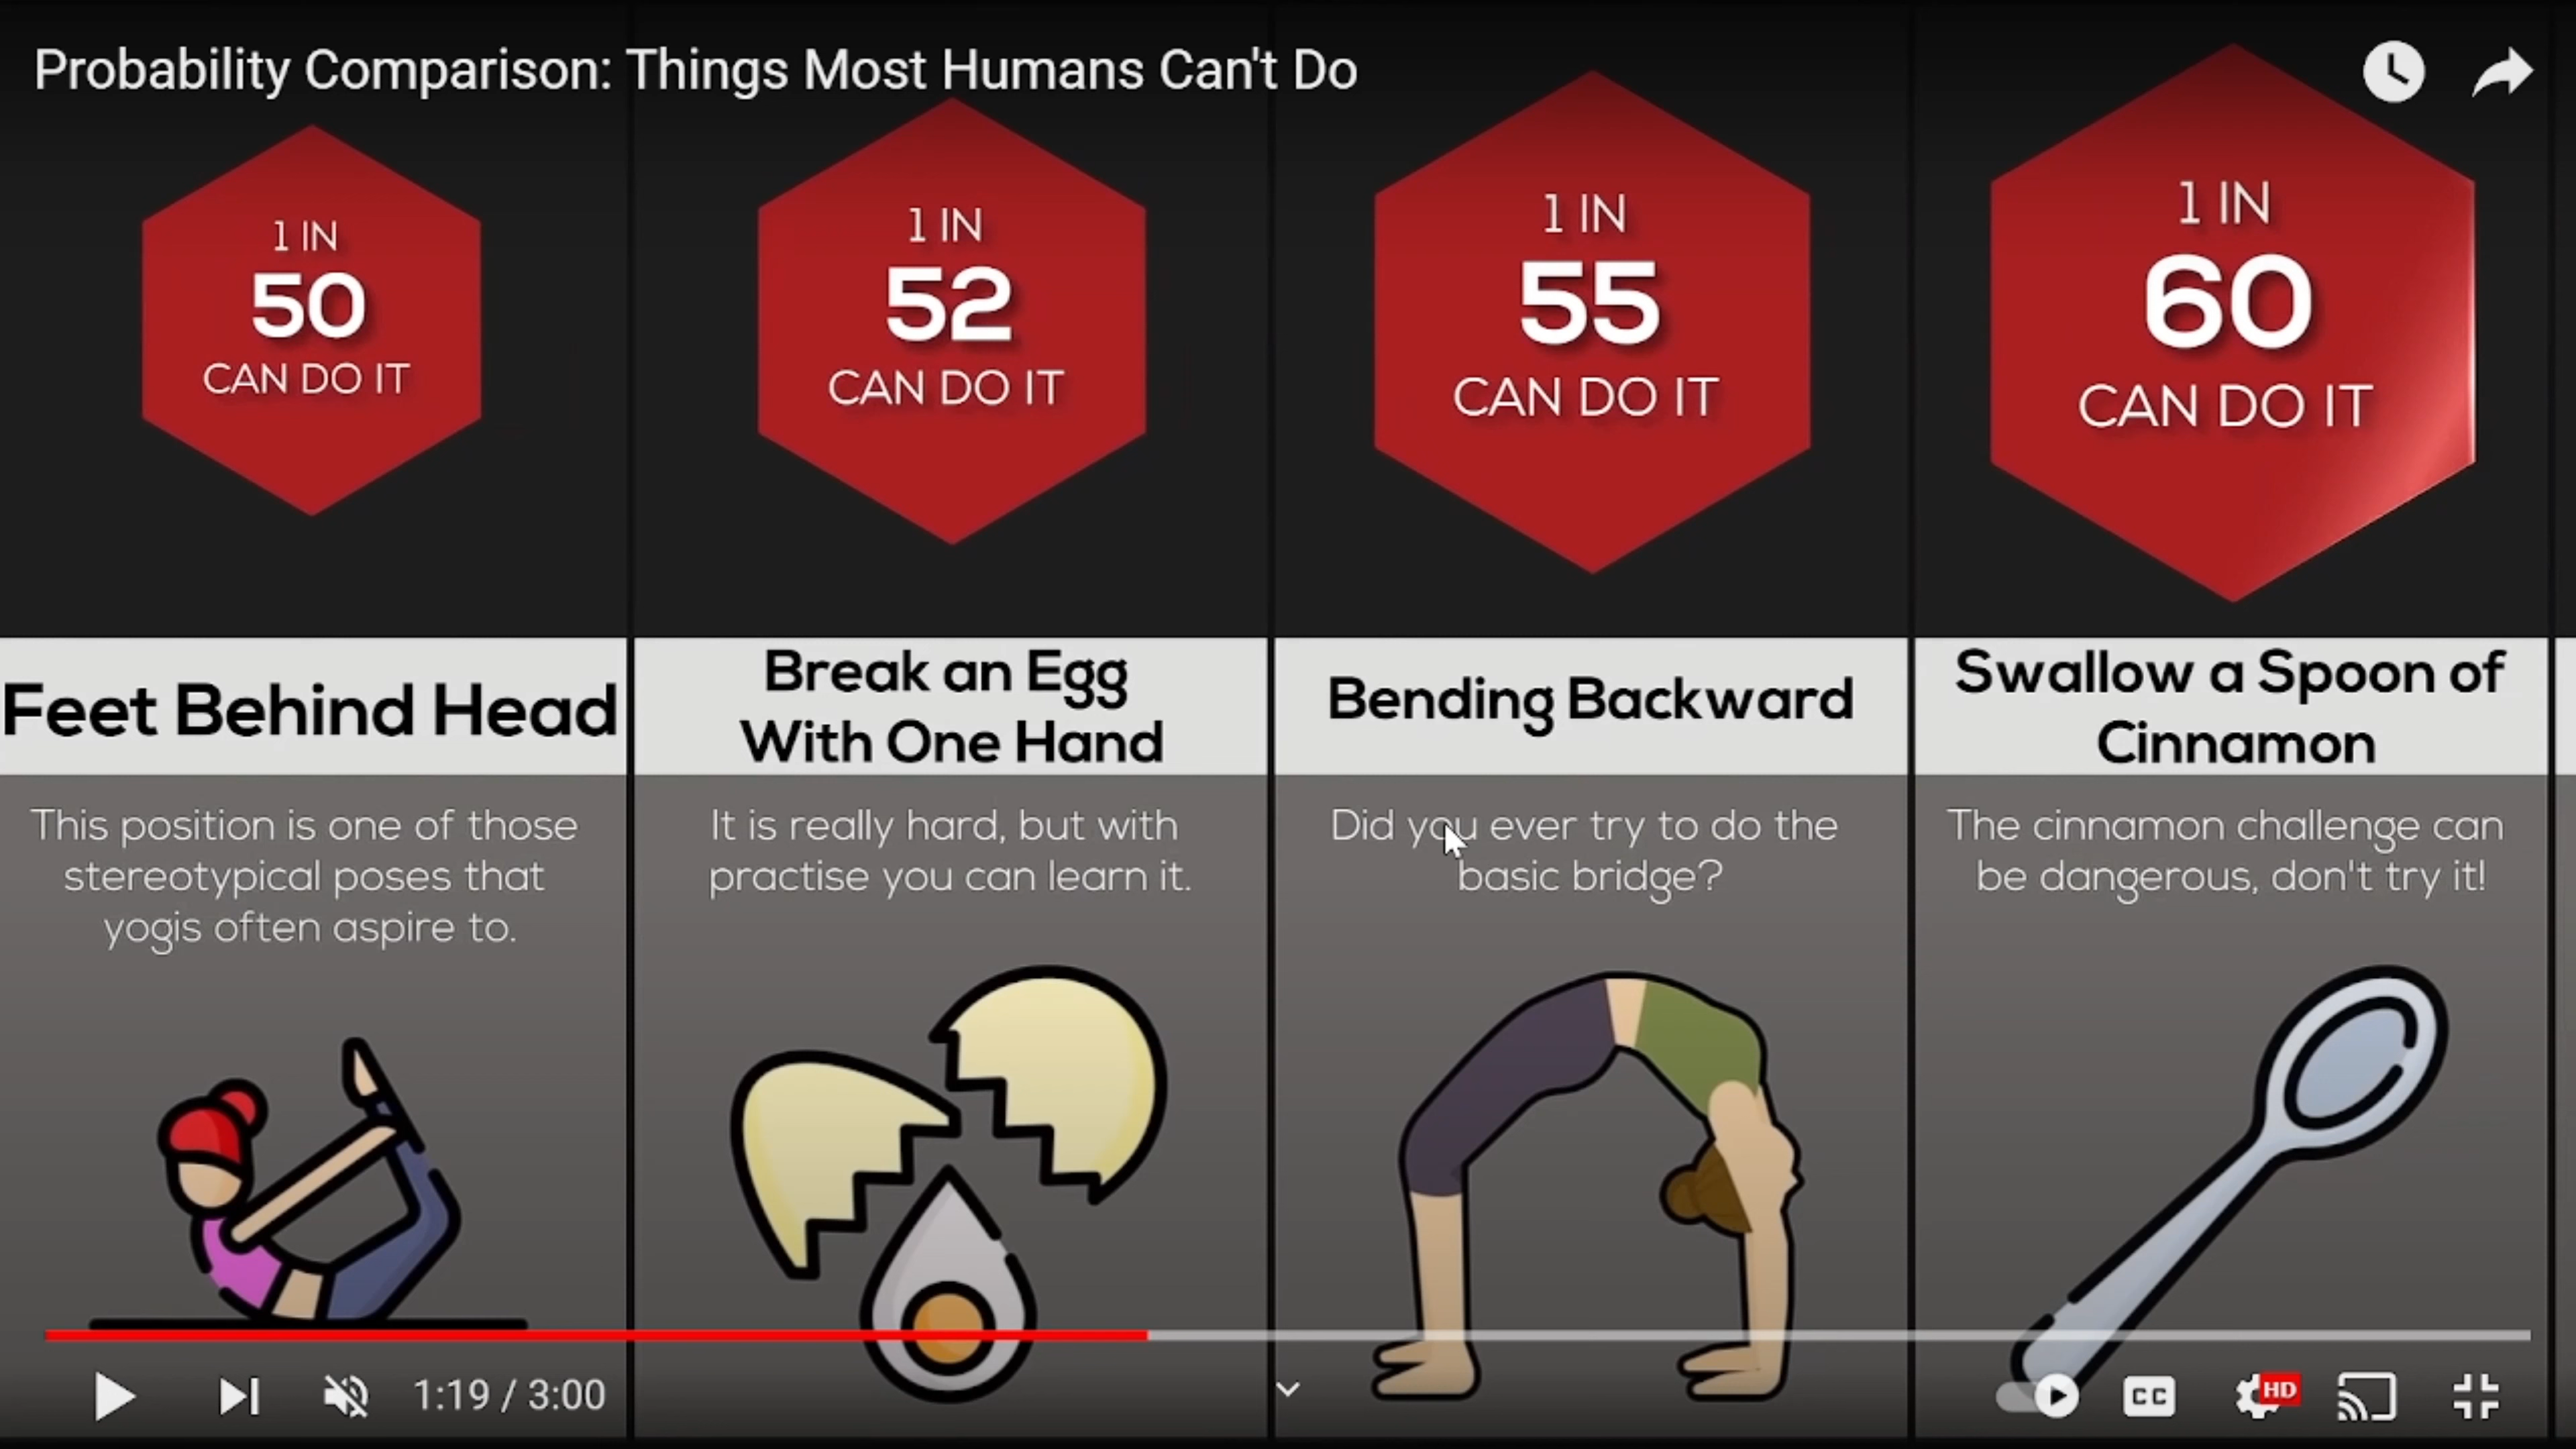 Probability Comparison: Things Most Humans Can't Do
1 IN
50
CAN DO IT
Feet Behind Head
This position is one of those
stereotypical poses that
yogis often aspire to.
1 IN
52
CAN DO IT
Break an Egg
With One Hand
It is really hard, but with
practise you can learn it.
1 IN
55
CAN DO IT
Bending Backward
Did you ever try to do the
basic bridge?
1 IN
60
CAN DO IT
Swallow a Spoon of
Cinnamon
The cinnamon challenge can
be dangerous, don't try it!
1:19 / 3:00
CC
HD